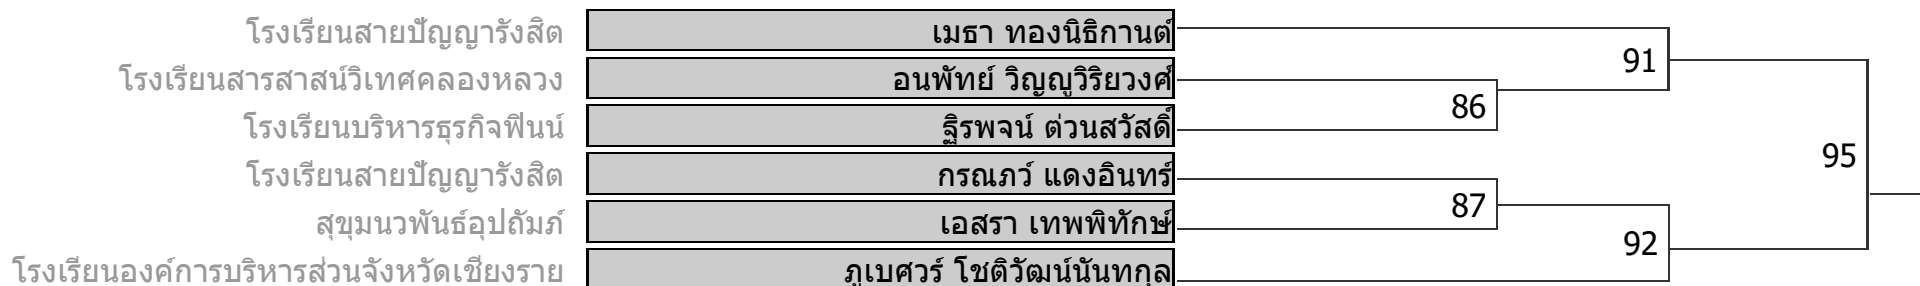 โรงเรียนสายปัญญารังสิต เมธา ทองนิธิกานต์
91
โรงเรียนสารสาสน์วิเทศคลองหลวง อนพัทย์ วิญญูวิริยวงศ์
86
โรงเรียนบริหารธุรกิจฟินน์ ฐิรพจน์ ต่วนสวัสดิ์
95
โรงเรียนสายปัญญารังสิต กรณภว์ แดงอินทร์
87
สุขุมนวพันธ์อุปถัมภ์ เอสรา เทพพิทักษ์
92
โรงเรียนองค์การบริหารส่วนจังหวัดเชียงราย ภูเบศวร์ โชติวัฒน์นันทกุล